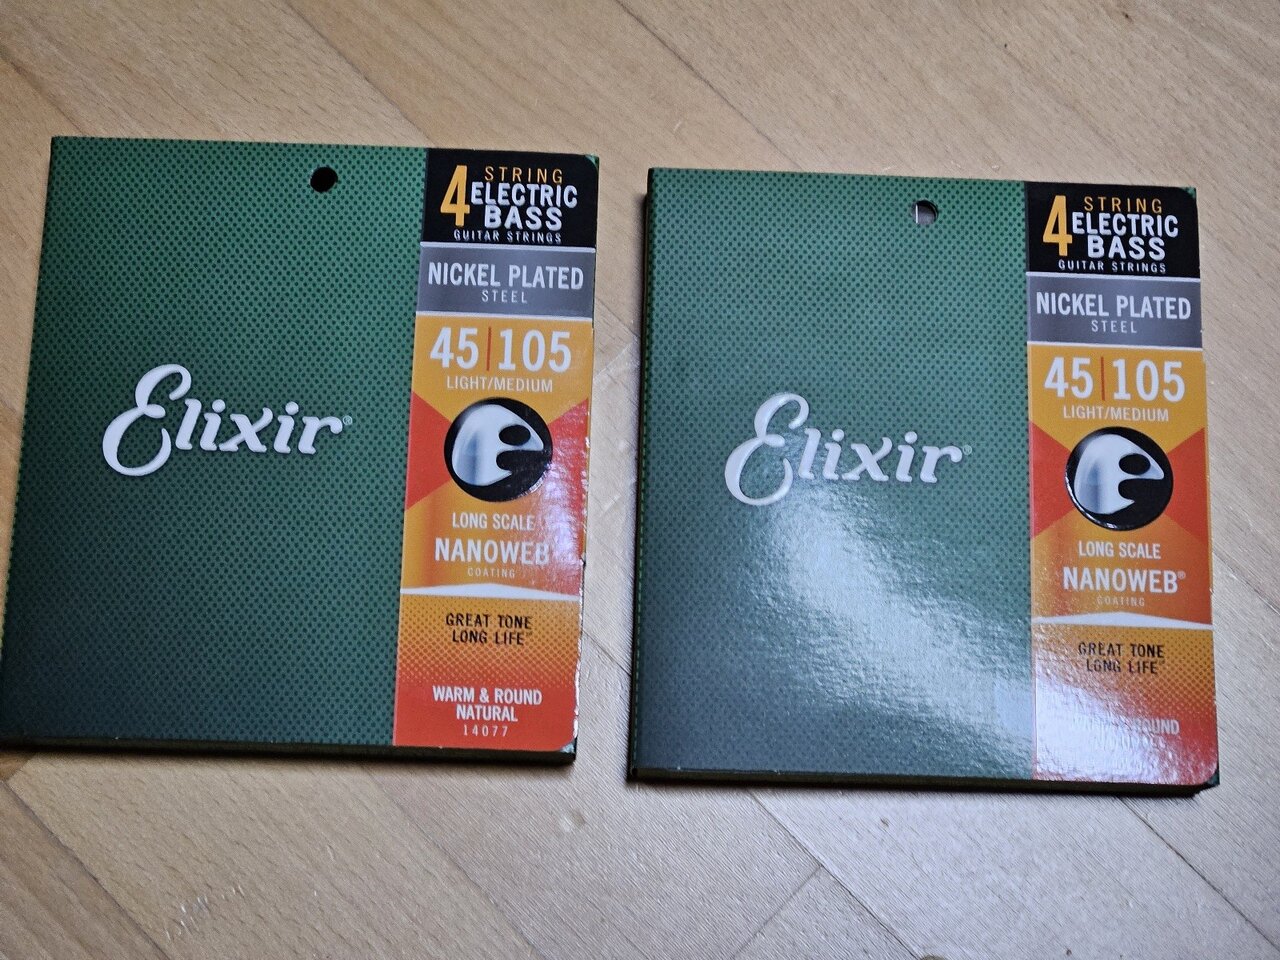 4 STRING
ELECTRIC
BASS
GUITAR STRINGS
NICKEL PLATED
STEEL
45|105
LIGHT/MEDIUM
Elixir®
LONG SCALE
NANOWEB
COATING
GREAT TONE
LONG LIFE
WARM & ROUND
NATURAL
14077
4 STRING
ELECTRIC
BASS
GUITAR STRINGS
NICKEL PLATED
STEEL
45|105
LIGHT/MEDIUM
Elixir®
LONG SCALE
NANOWEB®
COATING
GREAT TONE
LONG LIFE